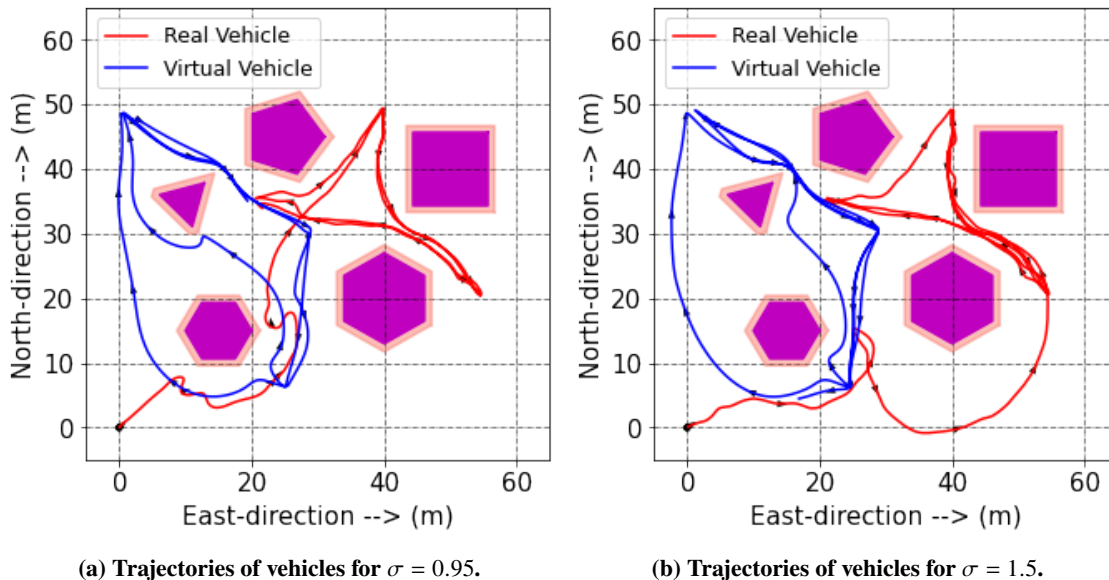 Real Vehicle
Virtual Vehicle
60
50
40
30
20
10
0
North-direction --> (m)
0 20 40 60
East-direction --> (m)
(a) Trajectories of vehicles for σ = 0.95.
Real Vehicle
Virtual Vehicle
60
50
40
30
20
10
0
North-direction --> (m)
0 20 40 60
East-direction --> (m)
(b) Trajectories of vehicles for σ = 1.5.